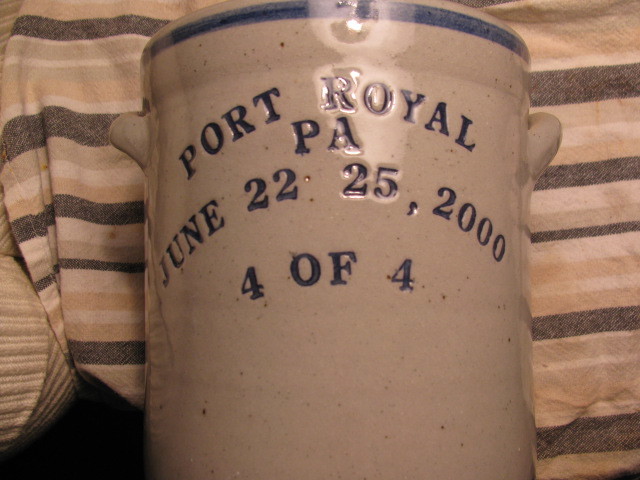 PORT ROYAL
PA
JUNE 22 25, 2000
4 OF 4